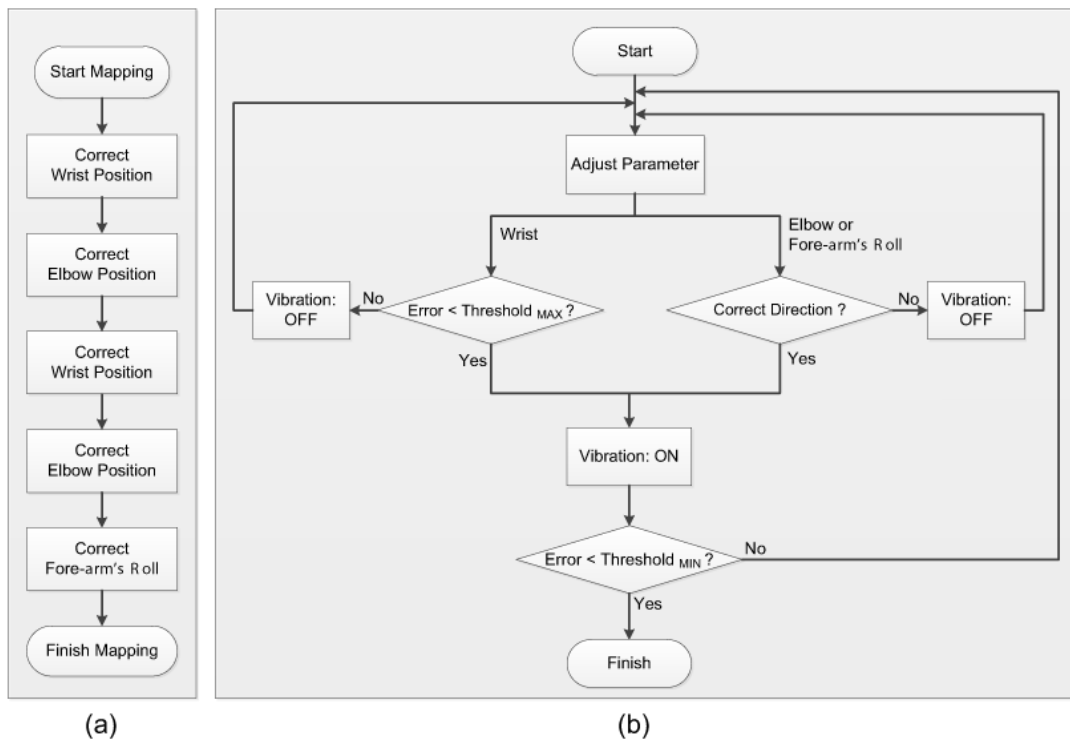 Start Mapping
Correct
Wrist Position
Correct
Elbow Position
Correct
Wrist Position
Correct
Elbow Position
Correct
Fore-arm's Roll
Finish Mapping
(a)
Start
Adjust Parameter
Wrist
Elbow or
Fore-arm's Roll
Vibration:
OFF
No
Error < Threshold MAX ?
Yes
Correct Direction ?
Yes
No
Vibration:
OFF
Vibration: ON
Error < Threshold MIN ?
No
Yes
Finish
(b)